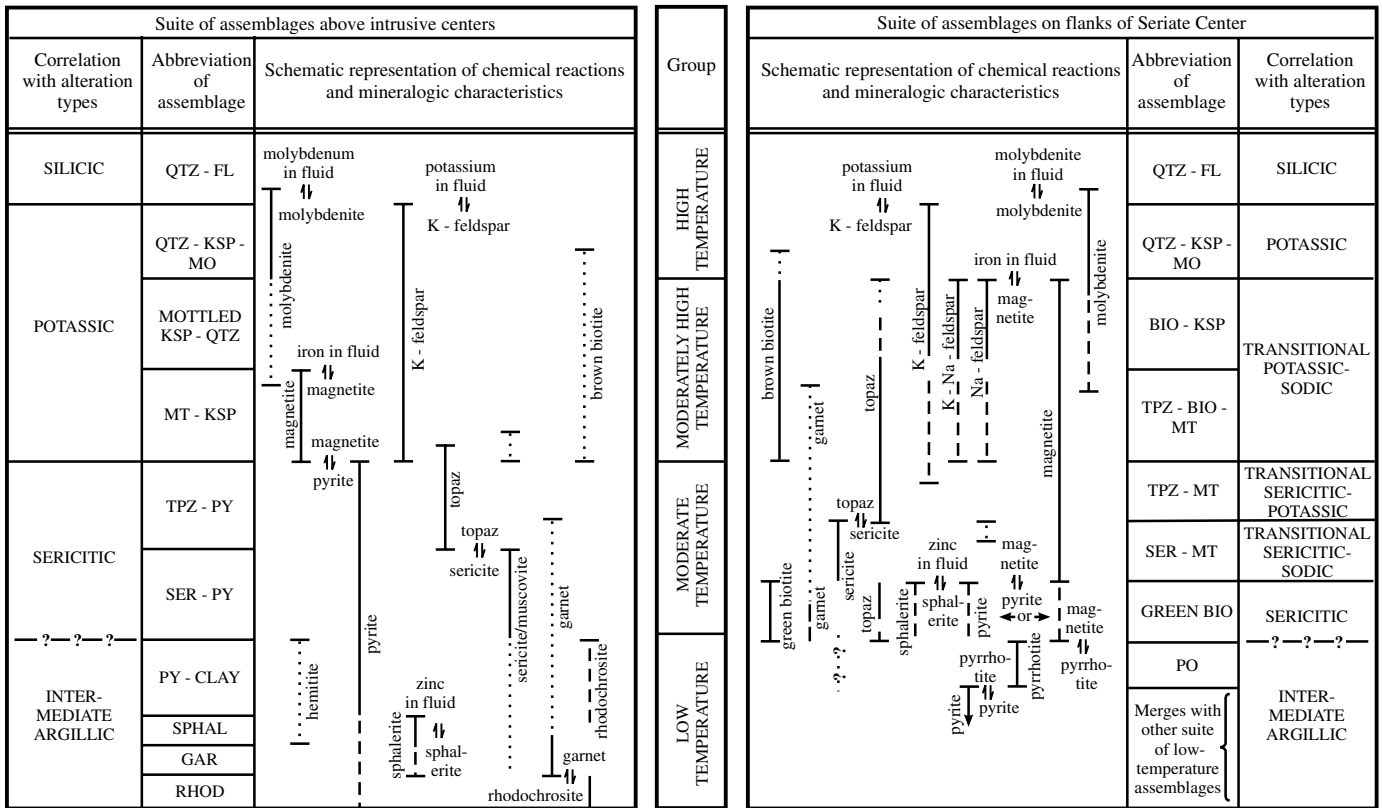 Suite of assemblages above intrusive centers
Correlation
with alteration
types
Abbreviation
of
assemblage
Schematic representation of chemical reactions
and mineralogic characteristics
SILICIC
POTASSIC
SERICITIC
? ? ?
INTER-
MEDIATE
ARGILLIC
QTZ - FL
QTZ - KSP -
MO
MOTTLED
KSP - QTZ
MT - KSP
TPZ - PY
SER - PY
PY - CLAY
SPHAL
GAR
RHOD
molybdenum
in fluid
molybdenite
potassium
in fluid
K - feldspar
molybdenite
K - feldspar
brown biotite
iron in fluid
magnetite
magnetite
magnetite
pyrite
topaz
topaz
sericite
pyrite
sericite/muscovite
garnet
hemitite
rhodochrosite
zinc
in fluid
sphalerite
sphal-
erite
garnet
rhodochrosite
Group
HIGH
TEMPERATURE
MODERATELY HIGH
TEMPERATURE
MODERATE
TEMPERATURE
LOW
TEMPERATURE
Suite of assemblages on flanks of Seriate Center
Schematic representation of chemical reactions
and mineralogic characteristics
Abbreviation
of
assemblage
Correlation
with alteration
types
potassium
in fluid
K - feldspar
molybdenite
in fluid
molybdenite
iron in fluid
mag-
netite
molybdenite
brown biotite
garnet
topaz
K - feldspar
K - Na - feldspar
Na - feldspar
magnetite
topaz
sericite
sericite
zinc
in fluid
sphal-
erite
mag-
netite
pyrite
or
green biotite
garnet
topaz
sphalerite
pyrite
mag-
netite
pyrrho-
tite
? ?
pyrrho-
tite
pyrite
pyrrhotite
pyrite
QTZ - FL
QTZ - KSP -
MO
BIO - KSP
TPZ - BIO -
MT
TPZ - MT
SER - MT
GREEN BIO
PO
Merges with
other suite
of low-
temperature
assemblages
SILICIC
POTASSIC
TRANSITIONAL
POTASSIC-
SODIC
TRANSITIONAL
SERICITIC-
POTASSIC
TRANSITIONAL
SERICITIC-
SODIC
SERICITIC
? ? ?
INTER-
MEDIATE
ARGILLIC